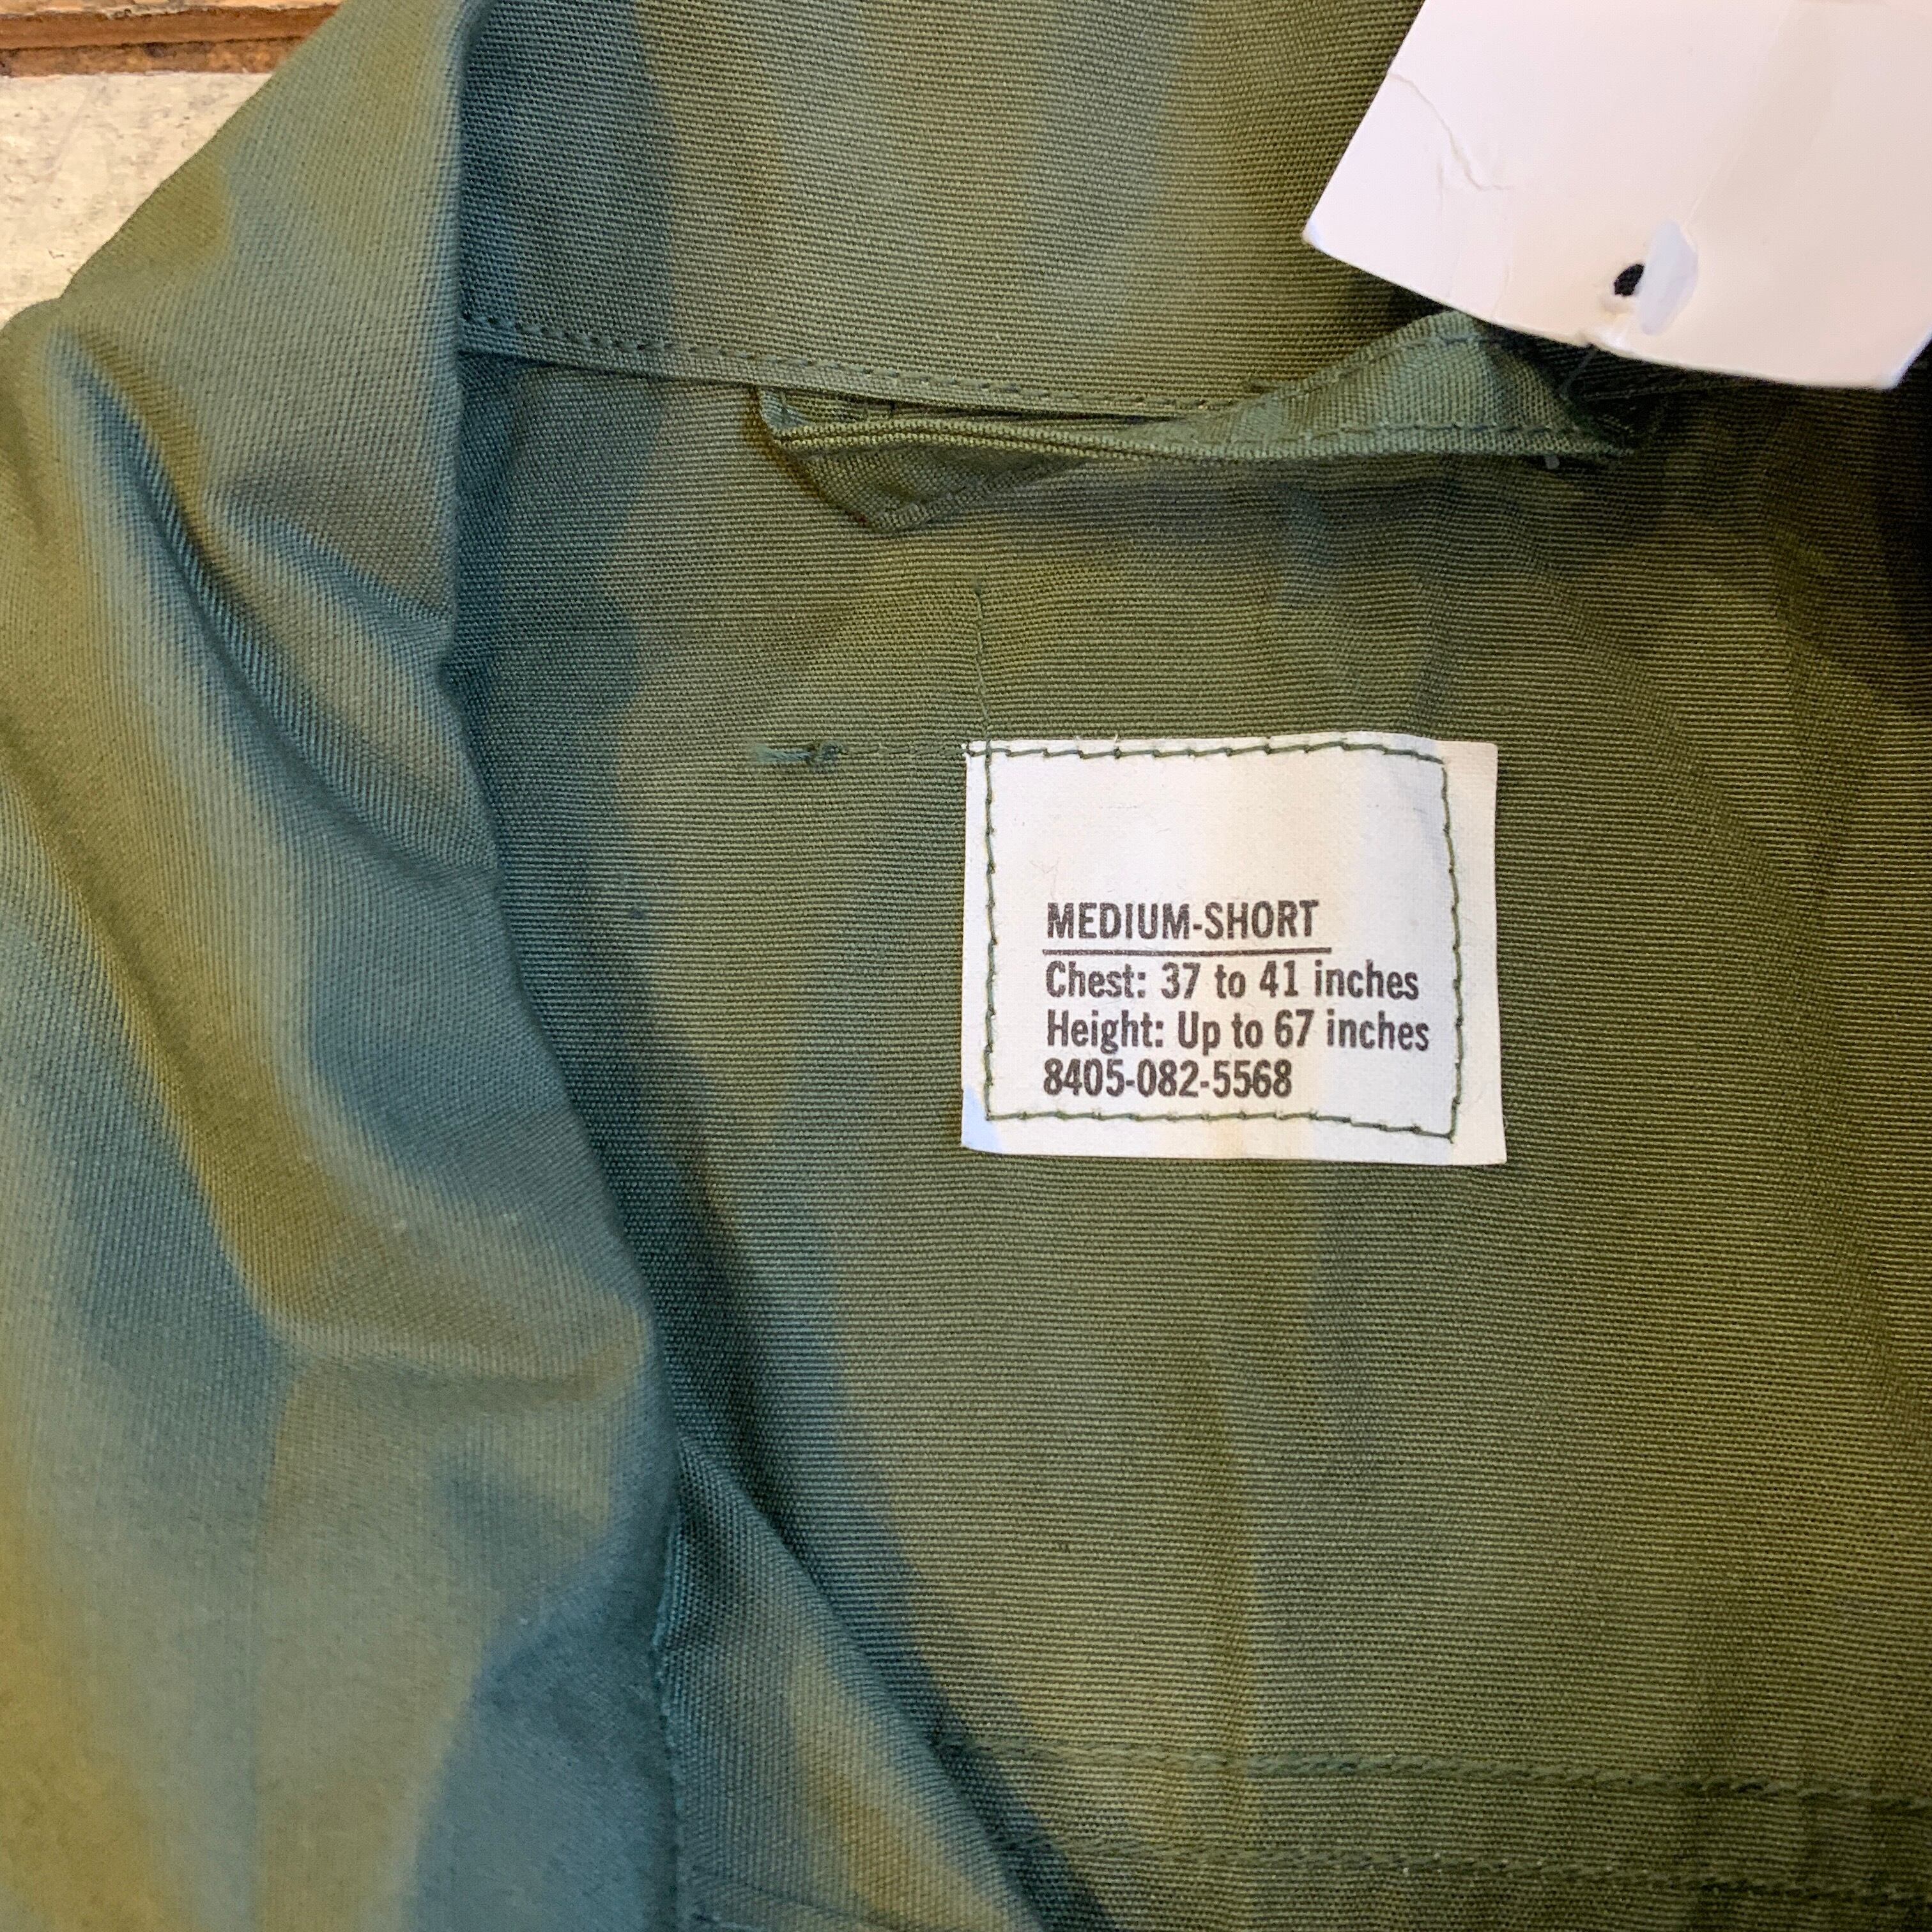 MEDIUM-SHORT
Chest: 37 to 41 inches
Height: Up to 67 inches
8405-082-5568